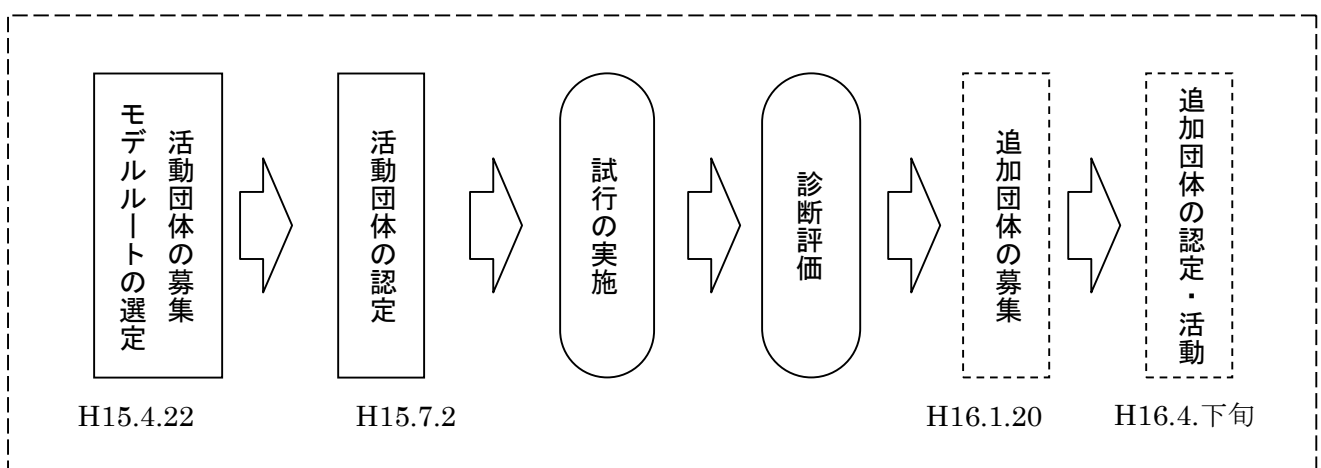 活動団体の募集
モデルルートの選定
活動団体の認定
試行の実施
診断評価
追加団体の募集
追加団体の認定・活動
H15.4.22
H15.7.2
H16.1.20
H16.4.下旬